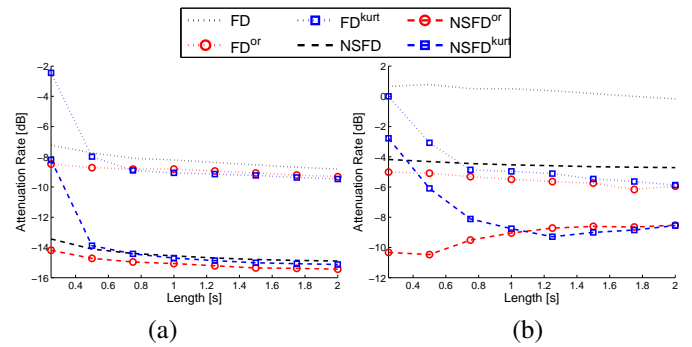 FD FD^kurt NSFD^or
FD^or NSFD NSFD^kurt
−2
−4
−6
−8
−10
−12
−14
−16
Attenuation Rate [dB]
0.4 0.6 0.8 1 1.2 1.4 1.6 1.8 2
Length [s]
(a)
2
0
−2
−4
−6
−8
−10
−12
Attenuation Rate [dB]
0.4 0.6 0.8 1 1.2 1.4 1.6 1.8 2
Length [s]
(b)